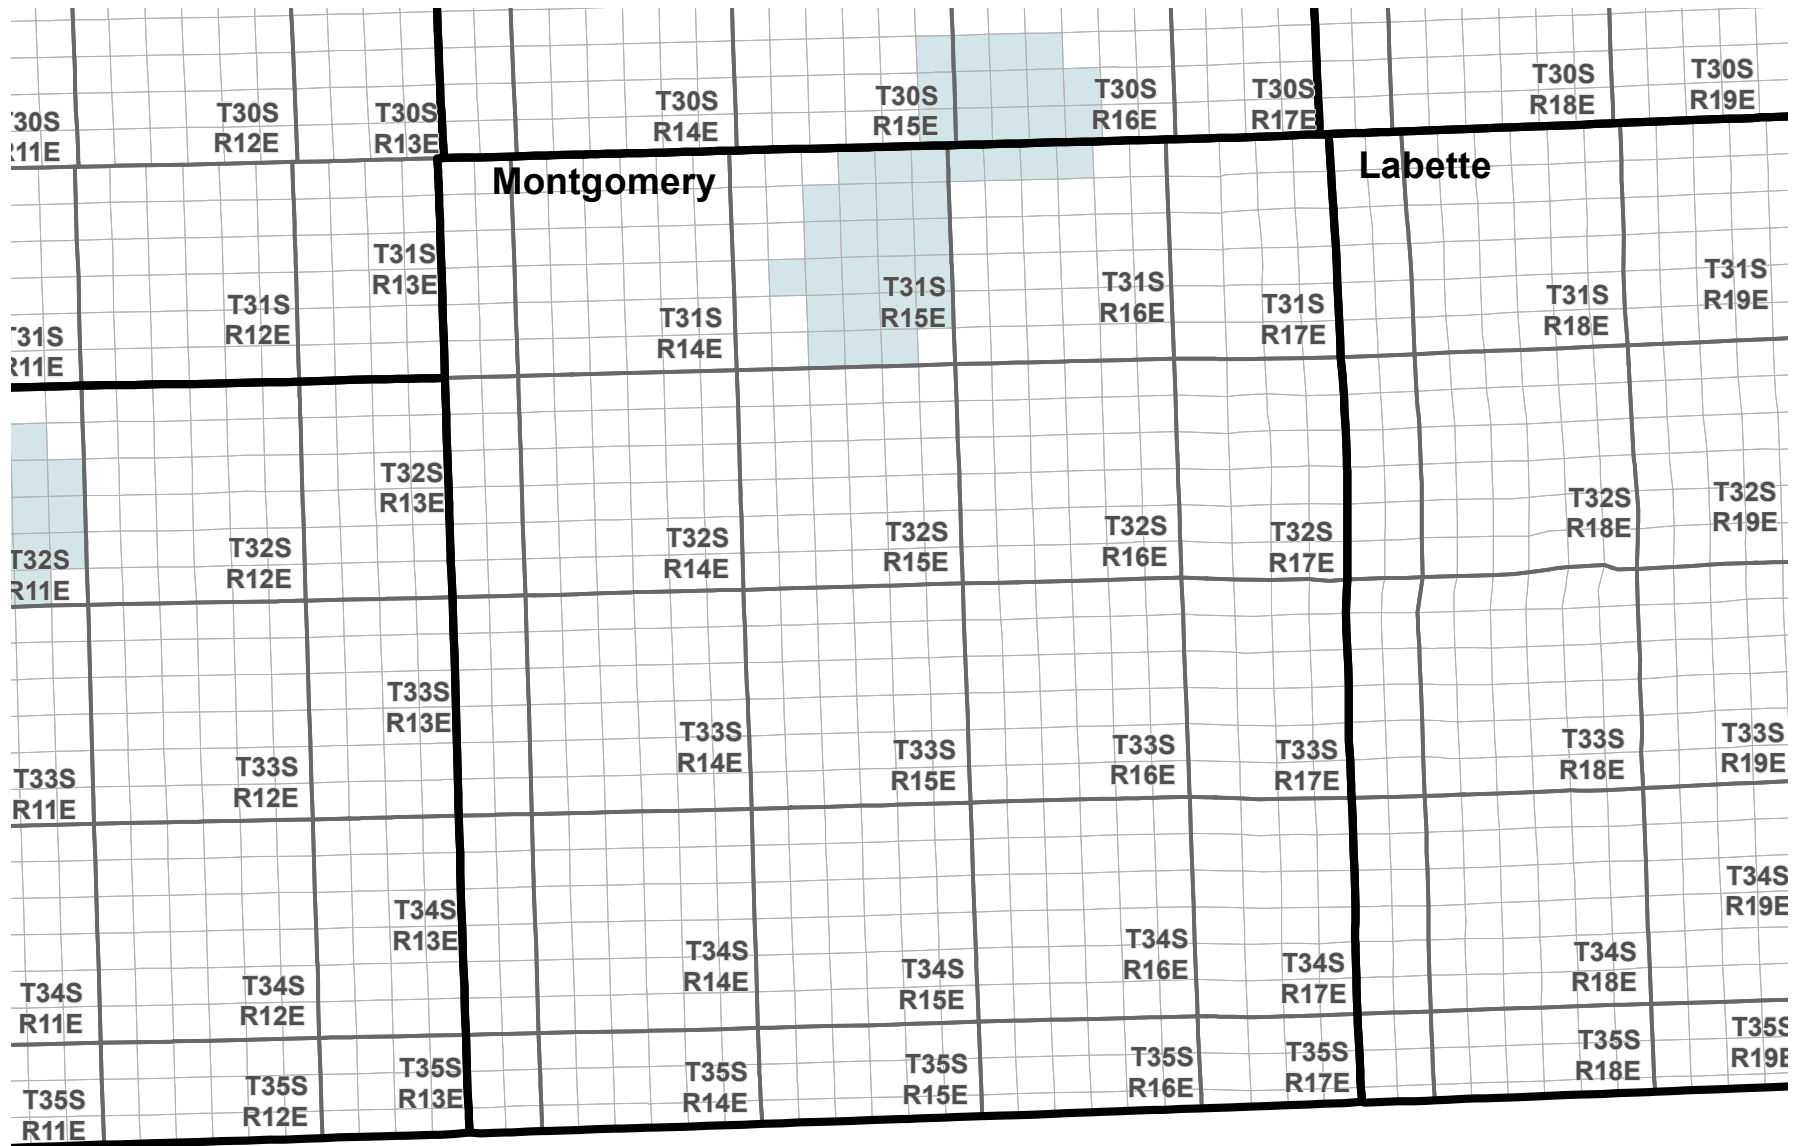 T30S
R11E
T30S
R12E
T30S
R13E
T30S
R14E
T30S
R15E
T30S
R16E
T30S
R17E
T30S
R18E
T30S
R19E
Montgomery
Labette
T31S
R11E
T31S
R12E
T31S
R13E
T31S
R14E
T31S
R15E
T31S
R16E
T31S
R17E
T31S
R18E
T31S
R19E
T32S
R11E
T32S
R12E
T32S
R13E
T32S
R14E
T32S
R15E
T32S
R16E
T32S
R17E
T32S
R18E
T32S
R19E
T33S
R11E
T33S
R12E
T33S
R13E
T33S
R14E
T33S
R15E
T33S
R16E
T33S
R17E
T33S
R18E
T33S
R19E
T34S
R11E
T34S
R12E
T34S
R13E
T34S
R14E
T34S
R15E
T34S
R16E
T34S
R17E
T34S
R18E
T34S
R19E
T35S
R11E
T35S
R12E
T35S
R13E
T35S
R14E
T35S
R15E
T35S
R16E
T35S
R17E
T35S
R18E
T35S
R19E